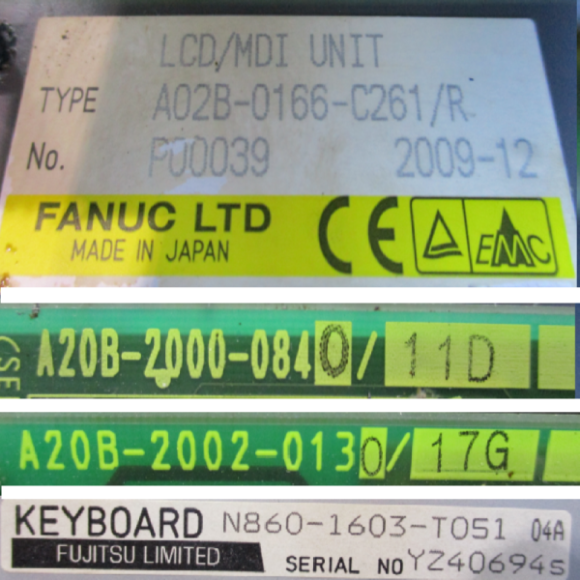 LCD/MDI UNIT
TYPE A02B-0166-C261/R
No. P00039 2009-12
FANUC LTD
MADE IN JAPAN
CE EMC
A20B-2000-0840/11D
A20B-2002-0130/17G
KEYBOARD N860-1603-T051 04A
FUJITSU LIMITED SERIAL NO YZ40694S